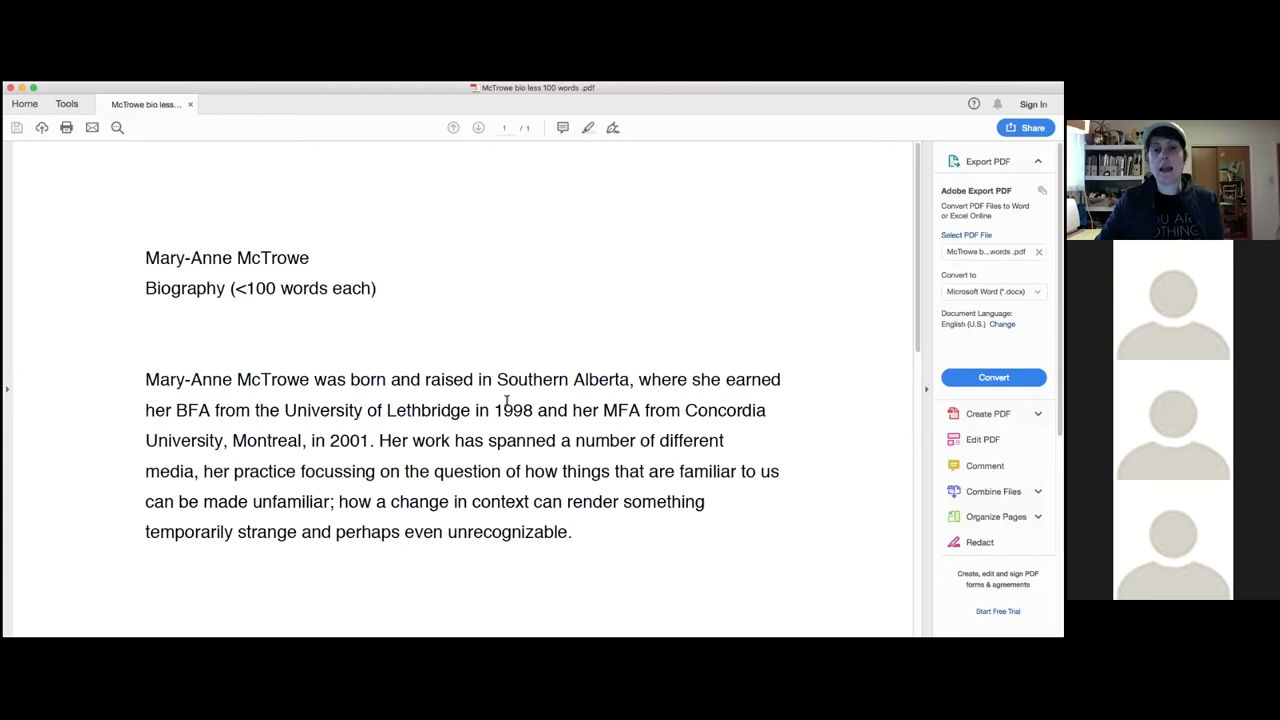 McTrowe bio less 100 words .pdf
Home
Tools
McTrowe bio less... ×
Sign In
1 / 1
Share
Mary-Anne McTrowe
Biography (<100 words each)
Mary-Anne McTrowe was born and raised in Southern Alberta, where she earned
her BFA from the University of Lethbridge in 1998 and her MFA from Concordia
University, Montreal, in 2001. Her work has spanned a number of different
media, her practice focussing on the question of how things that are familiar to us
can be made unfamiliar; how a change in context can render something
temporarily strange and perhaps even unrecognizable.
Export PDF
Adobe Export PDF
Convert PDF Files to Word
or Excel Online
Select PDF File
McTrowe b...words .pdf
Convert to
Microsoft Word (*.docx)
Document Language:
English (U.S.) Change
Convert
Create PDF
Edit PDF
Comment
Combine Files
Organize Pages
Redact
Create, edit and sign PDF
forms & agreements
Start Free Trial
YOU ARE
NOTHING